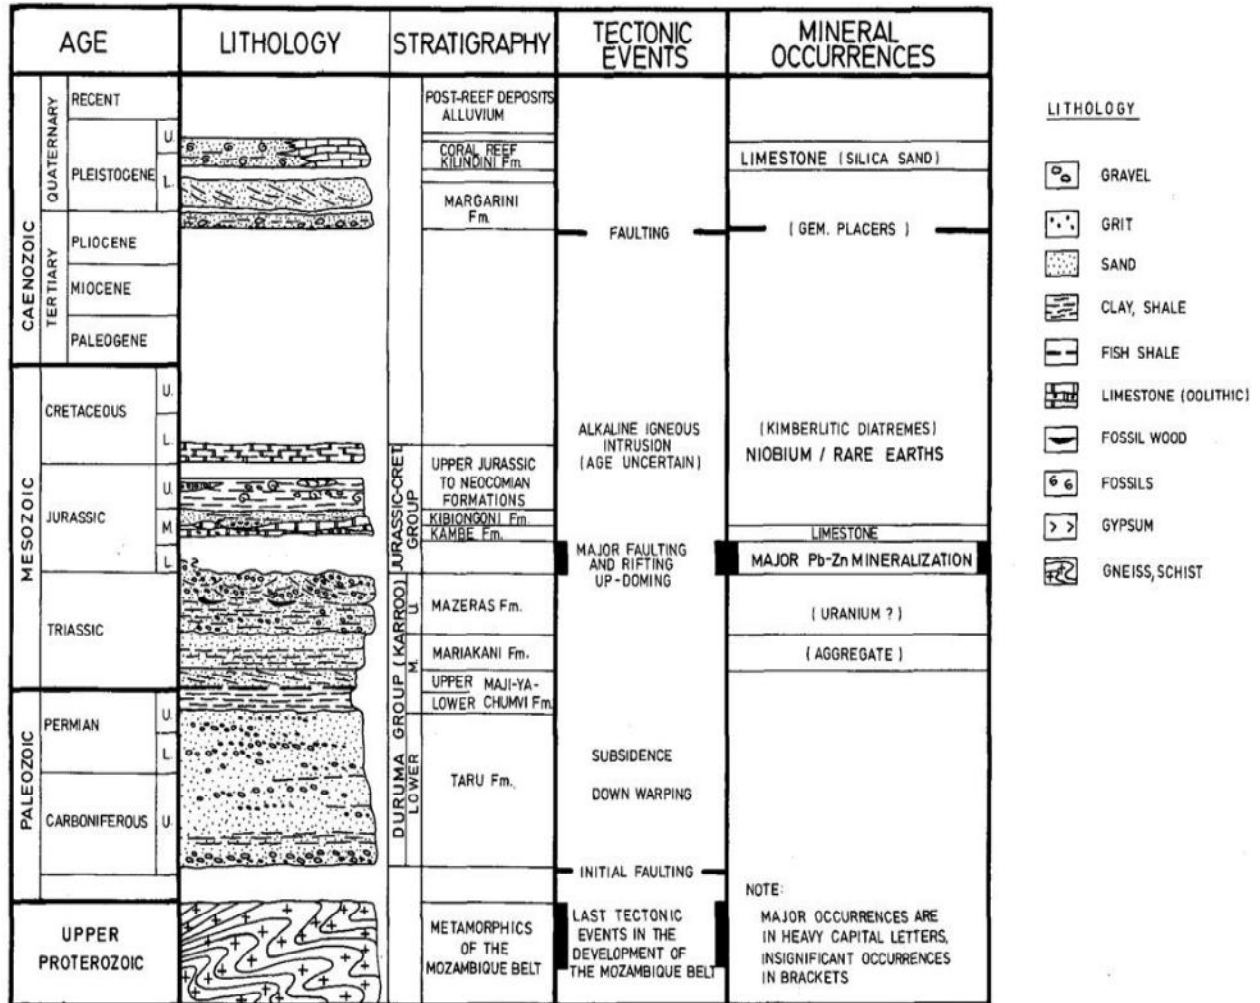 AGE
LITHOLOGY
STRATIGRAPHY
TECTONIC
EVENTS
MINERAL
OCCURRENCES
CAENOZOIC
QUATERNARY
RECENT
PLEISTOGENE
U.
L.
TERTIARY
PLIOCENE
MIOCENE
PALEOGENE
MESOZOIC
CRETACEOUS
U.
L.
JURASSIC
U.
M.
L.
TRIASSIC
PALEOZOIC
PERMIAN
U.
L.
CARBONIFEROUS
U.
UPPER
PROTEROZOIC
POST-REEF DEPOSITS
ALLUVIUM
CORAL REEF
KILINDINI Fm.
MARGARINI
Fm.
JURASSIC-CRET.
GROUP
UPPER JURASSIC
TO NEOCOMIAN
FORMATIONS
KIBIONGONI Fm.
KAMBE Fm.
DURUMA GROUP (KARROO)
U.
M.
LOWER
MAZERAS Fm.
MARIAKANI Fm.
UPPER MAJI-YA-
LOWER CHUMVI Fm.
TARU Fm.
METAMORPHICS
OF THE
MOZAMBIQUE BELT
FAULTING
ALKALINE IGNEOUS
INTRUSION
(AGE UNCERTAIN)
MAJOR FAULTING
AND RIFTING
UP-DOMING
SUBSIDENCE
DOWN WARPING
INITIAL FAULTING
LAST TECTONIC
EVENTS IN THE
DEVELOPMENT OF
THE MOZAMBIQUE BELT
LIMESTONE (SILICA SAND)
(GEM. PLACERS)
(KIMBERLITIC DIATREMES)
NIOBIUM / RARE EARTHS
LIMESTONE
MAJOR Pb-Zn MINERALIZATION
(URANIUM ?)
(AGGREGATE)
NOTE:
MAJOR OCCURRENCES ARE
IN HEAVY CAPITAL LETTERS,
INSIGNIFICANT OCCURRENCES
IN BRACKETS
LITHOLOGY
GRAVEL
GRIT
SAND
CLAY, SHALE
FISH SHALE
LIMESTONE (OOLITHIC)
FOSSIL WOOD
FOSSILS
GYPSUM
GNEISS, SCHIST